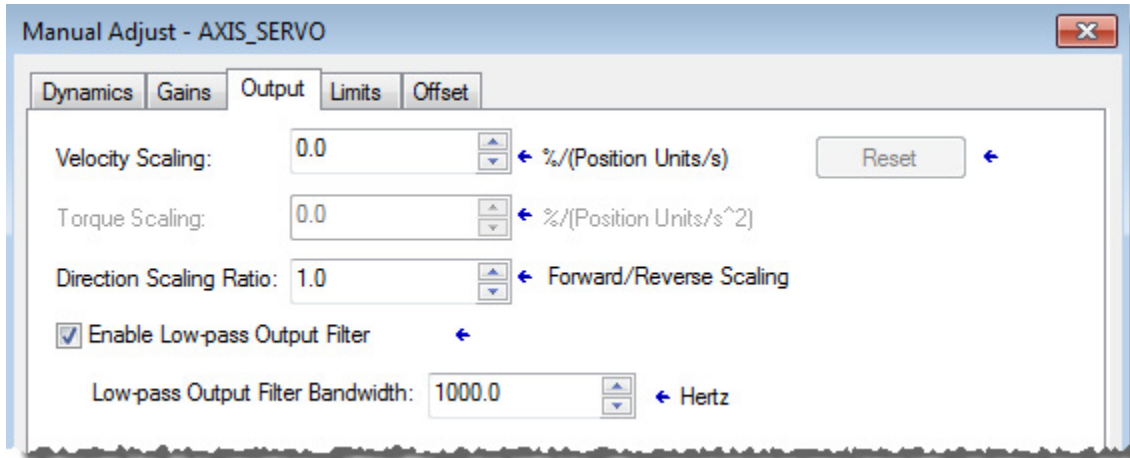 Manual Adjust - AXIS_SERVO
Dynamics Gains Output Limits Offset
Velocity Scaling: 0.0 %/(Position Units/s) Reset
Torque Scaling: 0.0 %/(Position Units/s^2)
Direction Scaling Ratio: 1.0 Forward/Reverse Scaling
Enable Low-pass Output Filter
Low-pass Output Filter Bandwidth: 1000.0 Hertz